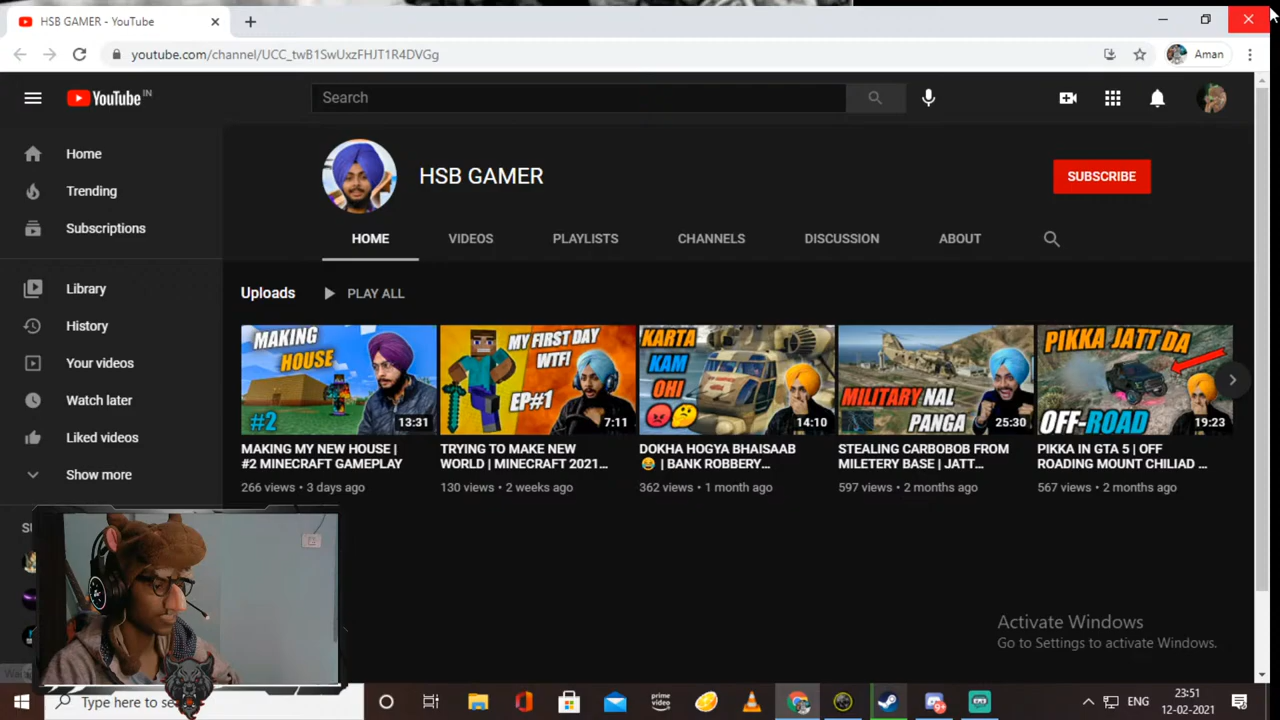 HSB GAMER - YouTube
youtube.com/channel/UCC_twB1SwUxzFHJT1R4DVGg
Aman
YouTube IN
Search
Home
Trending
Subscriptions
Library
History
Your videos
Watch later
Liked videos
Show more
HSB GAMER
SUBSCRIBE
HOME VIDEOS PLAYLISTS CHANNELS DISCUSSION ABOUT
Uploads PLAY ALL
MAKING
HOUSE
#2
13:31
MAKING MY NEW HOUSE |
#2 MINECRAFT GAMEPLAY
266 views • 3 days ago
MY FIRST DAY
WTF!
EP#1
7:11
TRYING TO MAKE NEW
WORLD | MINECRAFT 2021...
130 views • 2 weeks ago
KARTA
KAM
OHI
14:10
DOKHA HOGYA BHAISAAB
😂 | BANK ROBBERY...
362 views • 1 month ago
MILITARY NAL
PANGA
25:30
STEALING CARBOBOB FROM
MILETERY BASE | JATT...
597 views • 2 months ago
PIKKA JATT DA
OFF-ROAD
19:23
PIKKA IN GTA 5 | OFF
ROADING MOUNT CHILIAD ...
567 views • 2 months ago
Activate Windows
Go to Settings to activate Windows.
Type here to se
prime video
ENG
23:51
12-02-2021